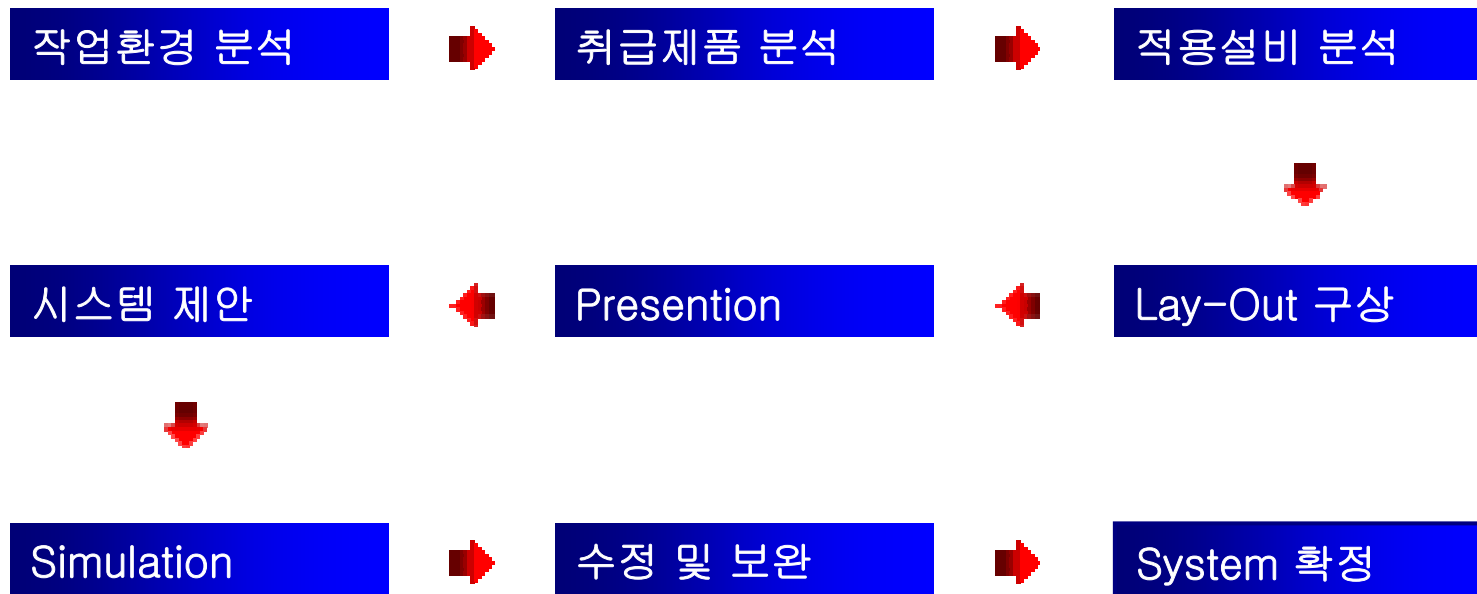 작업환경 분석
취급제품 분석
적용설비 분석
Lay-Out 구상
Presention
시스템 제안
Simulation
수정 및 보완
System 확정